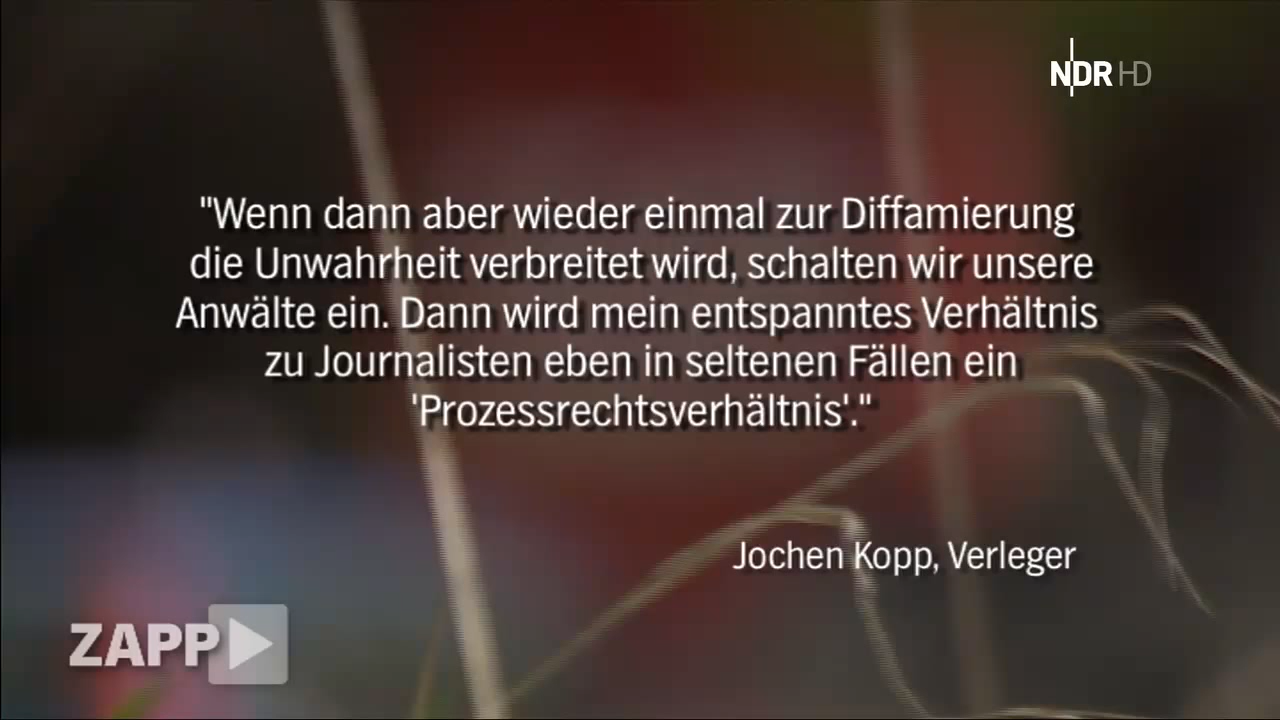 NDR HD
"Wenn dann aber wieder einmal zur Diffamierung
die Unwahrheit verbreitet wird, schalten wir unsere
Anwälte ein. Dann wird mein entspanntes Verhältnis
zu Journalisten eben in seltenen Fällen ein
'Prozessrechtsverhältnis'."
Jochen Kopp, Verleger
ZAPP